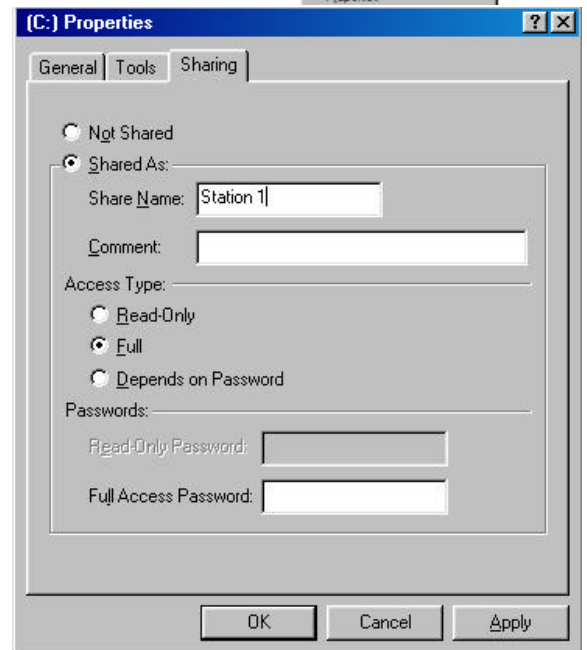 Properties
(C:) Properties
General Tools Sharing
Not Shared
Shared As:
Share Name: Station 1
Comment:
Access Type:
Read-Only
Full
Depends on Password
Passwords:
Read-Only Password:
Full Access Password:
OK Cancel Apply